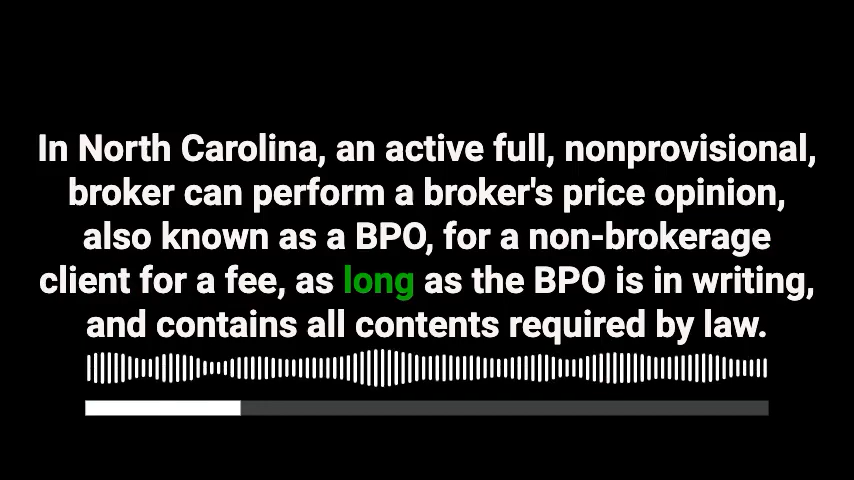 In North Carolina, an active full, nonprovisional,
broker can perform a broker's price opinion,
also known as a BPO, for a non-brokerage
client for a fee, as long as the BPO is in writing,
and contains all contents required by law.